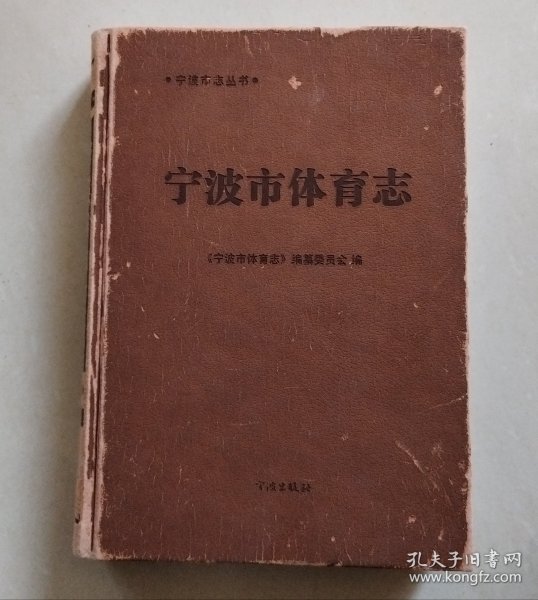 宁波市志丛书
宁波市体育志
《宁波市体育志》编纂委员会 编
宁波出版社
孔夫子旧书网
www.kongfz.com